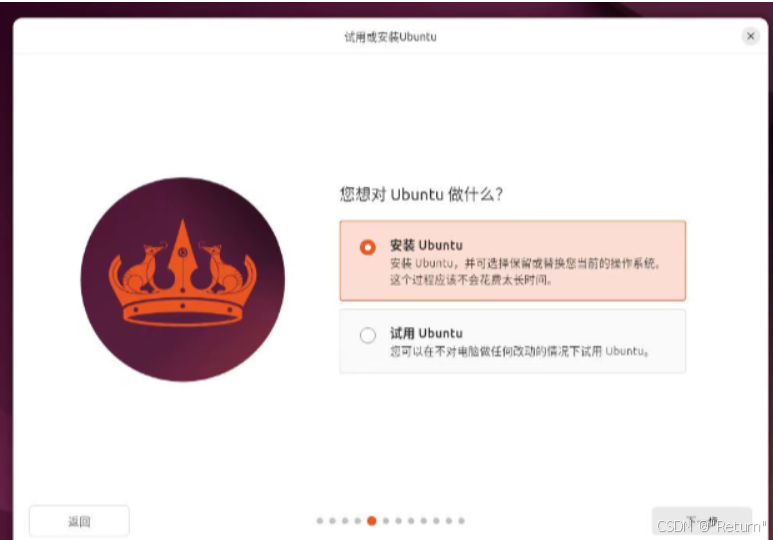 试用或安装Ubuntu
您想对 Ubuntu 做什么？
安装 Ubuntu
安装 Ubuntu，并可选择保留或替换您当前的操作系统。
这个过程应该不会花费太长时间。
试用 Ubuntu
您可以在不对电脑做任何改动的情况下试用 Ubuntu。
返回
下一步
CSDN @"Return"